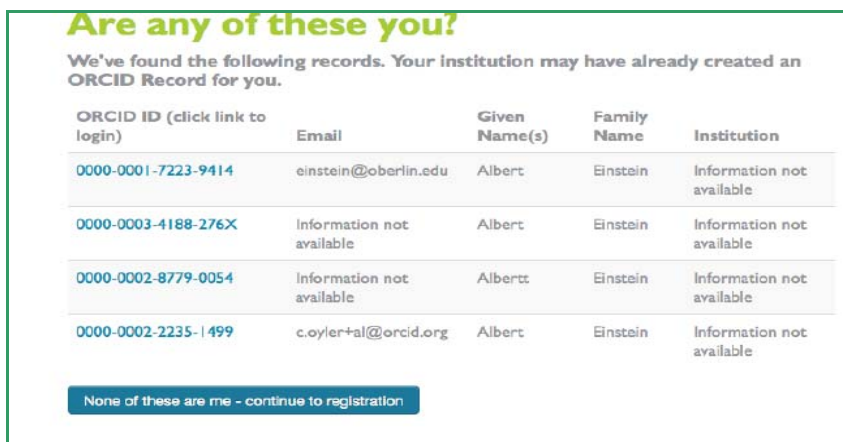 Are any of these you?
We've found the following records. Your institution may have already created an
ORCID Record for you.
ORCID ID (click link to login) Email Given Name(s) Family Name Institution
0000-0001-7223-9414 einstein@oberlin.edu Albert Einstein Information not available
0000-0003-4188-276X Information not available Albert Einstein Information not available
0000-0002-8779-0054 Information not available Albertt Einstein Information not available
0000-0002-2235-1499 c.oyler+al@orcid.org Albert Einstein Information not available
None of these are me - continue to registration